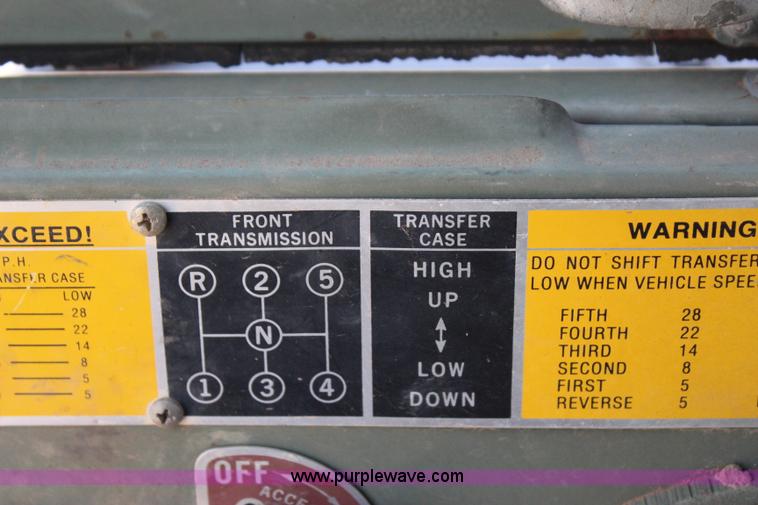 XCEED!
P.H.
ANSFER CASE
LOW
28
22
14
8
5
5
FRONT
TRANSMISSION
R 2 5
N
1 3 4
TRANSFER
CASE
HIGH
UP
LOW
DOWN
WARNING
DO NOT SHIFT TRANSFER
LOW WHEN VEHICLE SPEE
FIFTH 28
FOURTH 22
THIRD 14
SECOND 8
FIRST 5
REVERSE 5
OFF
ACCE
www.purplewave.com